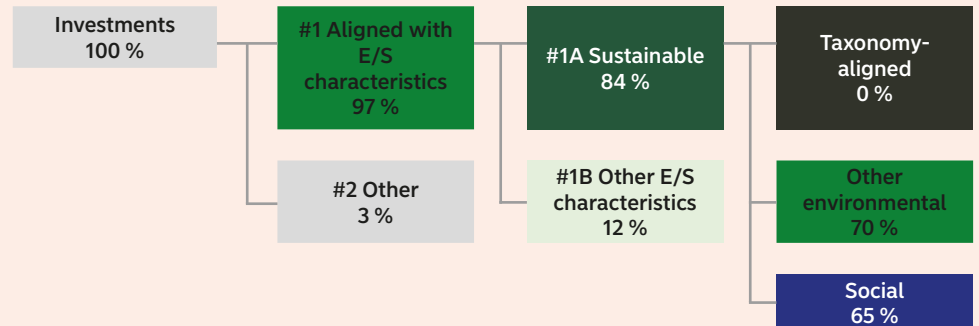 Investments
100 %
#1 Aligned with
E/S
characteristics
97 %
#1A Sustainable
84 %
Taxonomy-
aligned
0 %
#2 Other
3 %
#1B Other E/S
characteristics
12 %
Other
environmental
70 %
Social
65 %